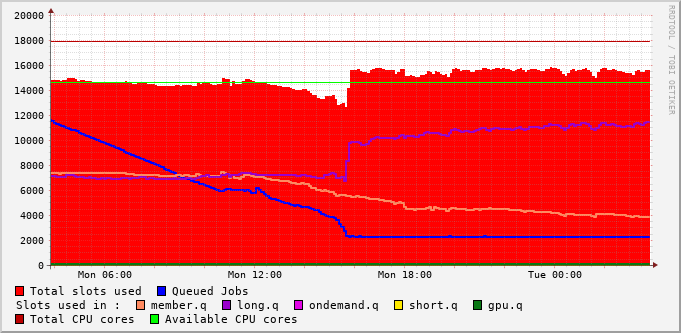 20000
18000
16000
14000
12000
10000
8000
6000
4000
2000
0
Mon 06:00 Mon 12:00 Mon 18:00 Tue 00:00
Total slots used Queued Jobs
Slots used in : member.q long.q ondemand.q short.q gpu.q
Total CPU cores Available CPU cores
RRDTOOL / TOBI OETIKER